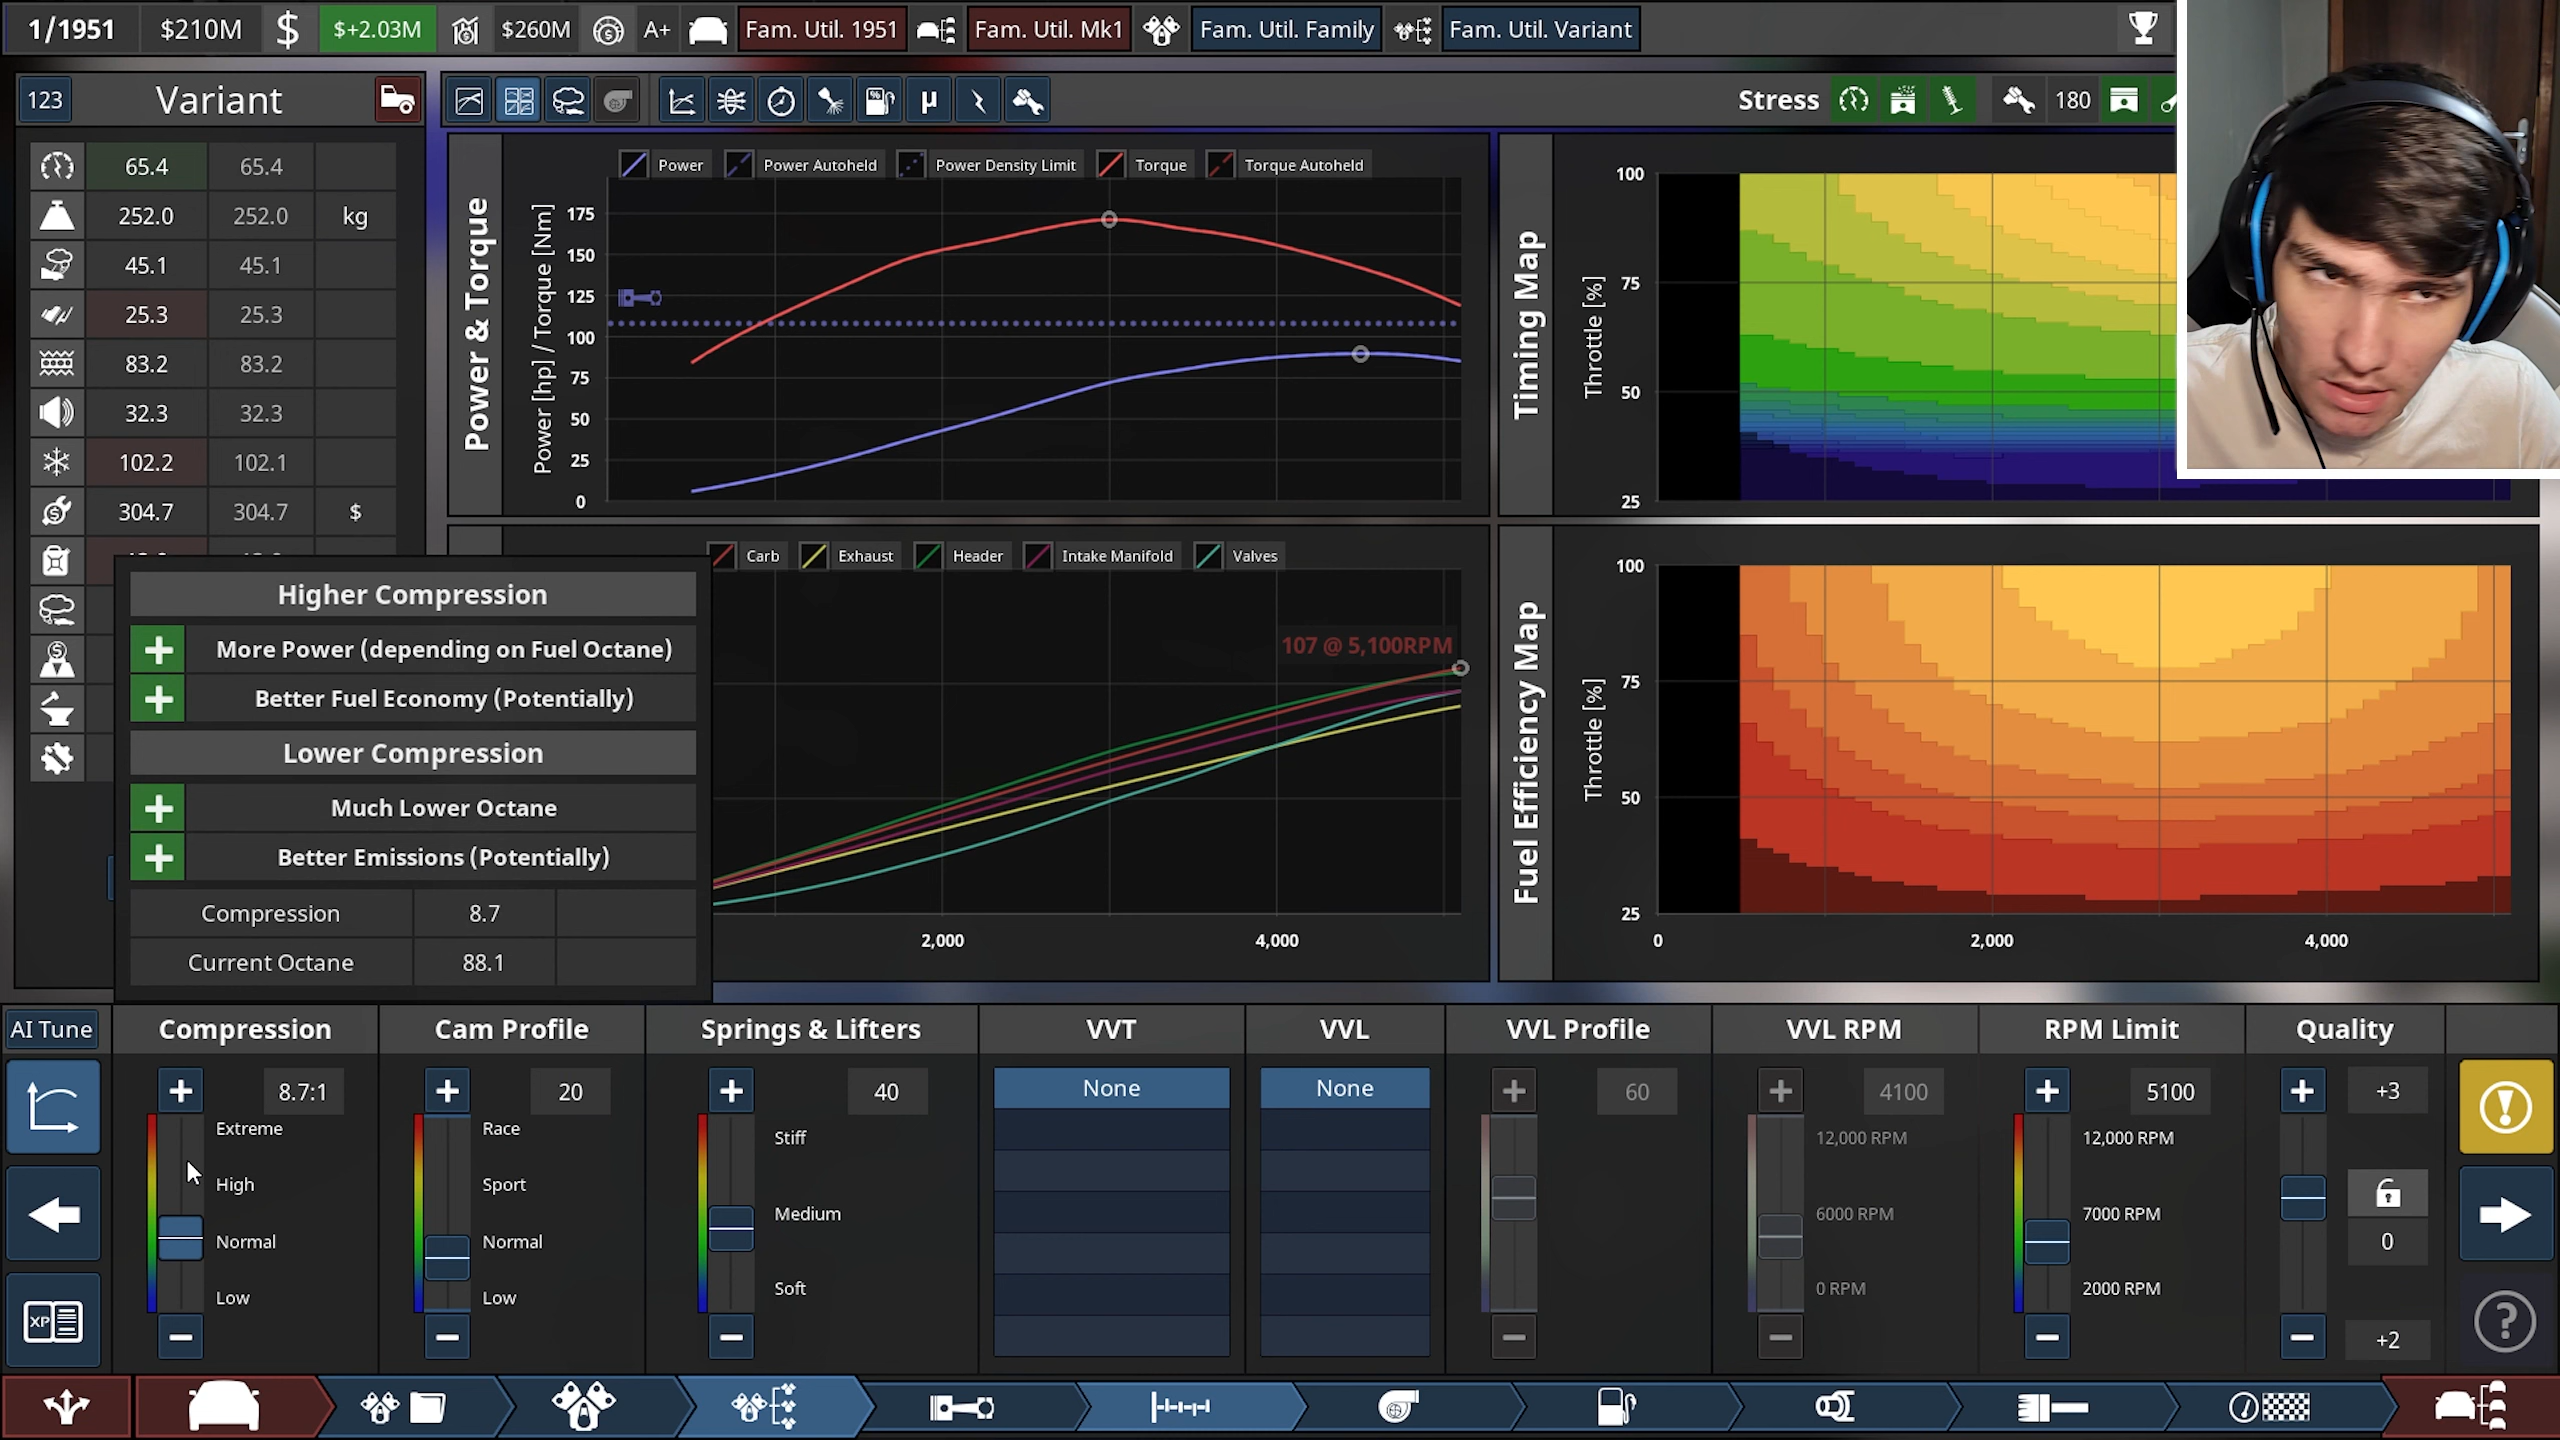 1/1951
$210M
$
$+2.03M
$260M
A+
Fam. Util. 1951
Fam. Util. Mk1
Fam. Util. Family
Fam. Util. Variant
123
Variant
Stress
180
65.4 65.4
252.0 252.0 kg
45.1 45.1
25.3 25.3
83.2 83.2
32.3 32.3
102.2 102.1
304.7 304.7 $
Power & Torque
Power
Power Autoheld
Power Density Limit
Torque
Torque Autoheld
Power [hp] / Torque [Nm]
175
150
125
100
75
50
25
0
Timing Map
Throttle [%]
100
75
50
25
Higher Compression
More Power (depending on Fuel Octane)
Better Fuel Economy (Potentially)
Lower Compression
Much Lower Octane
Better Emissions (Potentially)
Compression 8.7
Current Octane 88.1
Carb
Exhaust
Header
Intake Manifold
Valves
107 @ 5,100RPM
2,000
4,000
Fuel Efficiency Map
Throttle [%]
100
75
50
25
0
2,000
4,000
AI Tune
XP
Compression
8.7:1
Extreme
High
Normal
Low
Cam Profile
20
Race
Sport
Normal
Low
Springs & Lifters
40
Stiff
Medium
Soft
VVT
None
VVL
None
VVL Profile
60
VVL RPM
4100
12,000 RPM
6000 RPM
0 RPM
RPM Limit
5100
12,000 RPM
7000 RPM
2000 RPM
Quality
+3
0
+2